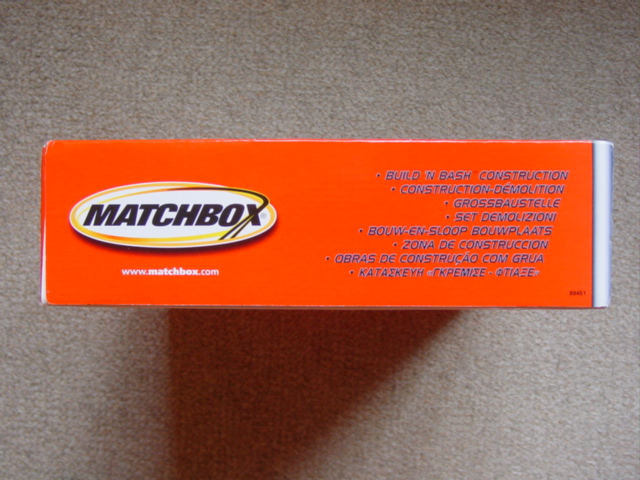 MATCHBOX
www.matchbox.com
• BUILD 'N BASH™ CONSTRUCTION
• CONSTRUCTION-DÉMOLITION
• GROSSBAUSTELLE
• SET DEMOLIZIONI
• BOUW-EN-SLOOP BOUWPLAATS
• ZONA DE CONSTRUCCION
• OBRAS DE CONSTRUÇÃO COM GRUA
• ΚΑΤΑΣΚΕΥΗ «ΓΚΡΕΜΙΣΕ - ΦΤΙΑΞΕ»